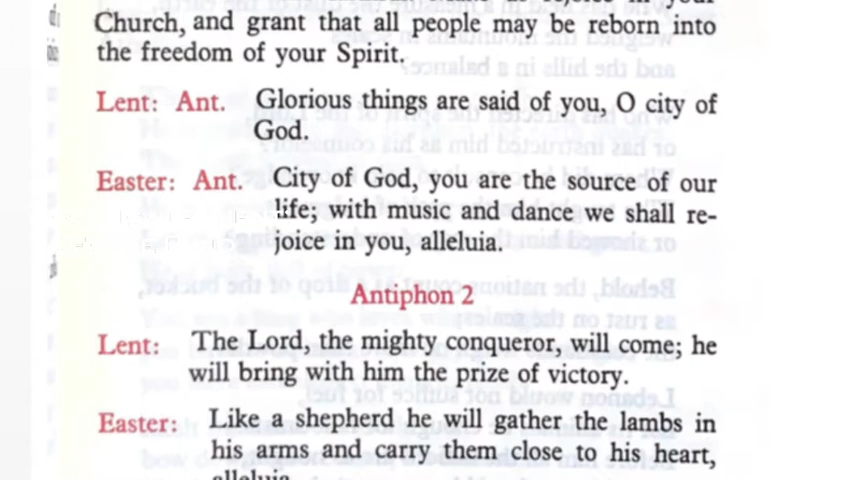 Church, and grant that all people may be reborn into
the freedom of your Spirit.
Lent: Ant. Glorious things are said of you, O city of
God.
Easter: Ant. City of God, you are the source of our
life; with music and dance we shall re-
joice in you, alleluia.
Antiphon 2
Lent: The Lord, the mighty conqueror, will come; he
will bring with him the prize of victory.
Easter: Like a shepherd he will gather the lambs in
his arms and carry them close to his heart,
alleluia